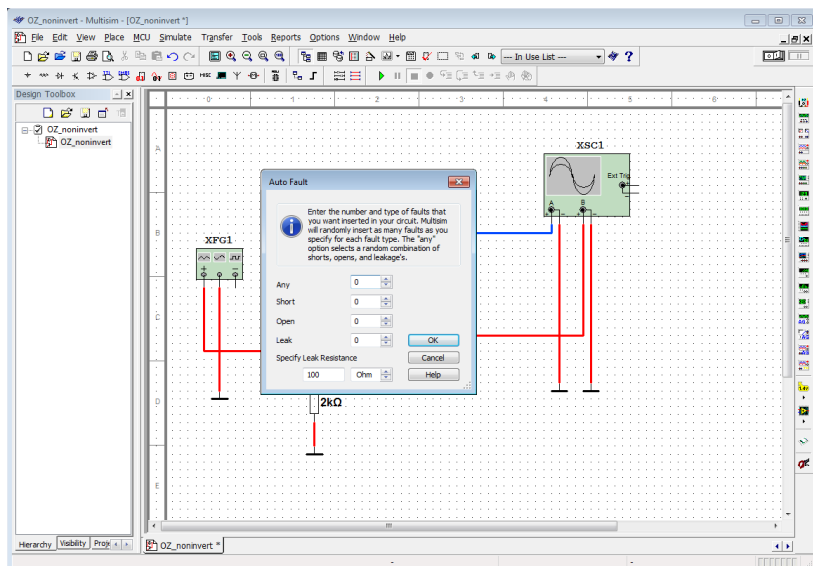 OZ_noninvert - Multisim - [OZ_noninvert *]
File Edit View Place MCU Simulate Transfer Tools Reports Options Window Help
--- In Use List ---
?
MISC
Design Toolbox
OZ_noninvert
OZ_noninvert
0 1 2 3 4 5 6
A
B
C
D
E
XSC1
Ext Trig
A B
XFG1
2kΩ
Auto Fault
Enter the number and type of faults that
you want inserted in your circuit. Multisim
will randomly insert as many faults as you
specify for each fault type. The "any"
option selects a random combination of
shorts, opens, and leakage's.
Any 0
Short 0
Open 0
Leak 0
OK
Specify Leak Resistance
Cancel
100 Ohm
Help
Hierarchy Visibility Proje
OZ_noninvert *